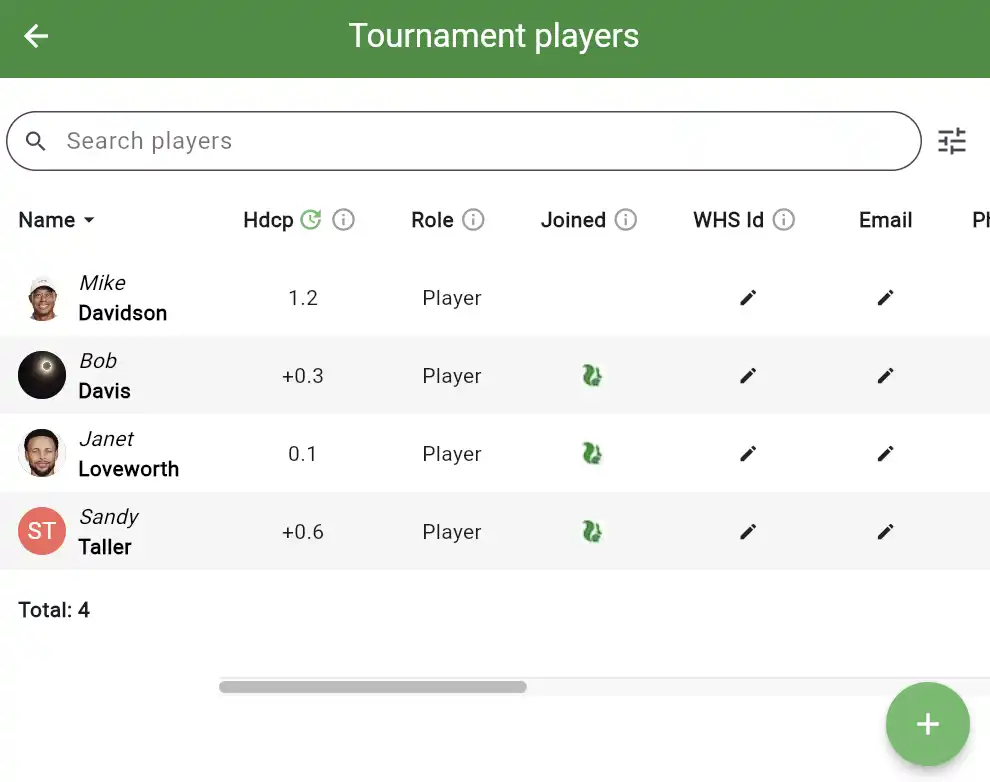 Tournament players
Search players
Name Hdcp Role Joined WHS Id Email Ph
Mike
Davidson
1.2 Player
Bob
Davis
+0.3 Player
Janet
Loveworth
0.1 Player
ST
Sandy
Taller
+0.6 Player
Total: 4